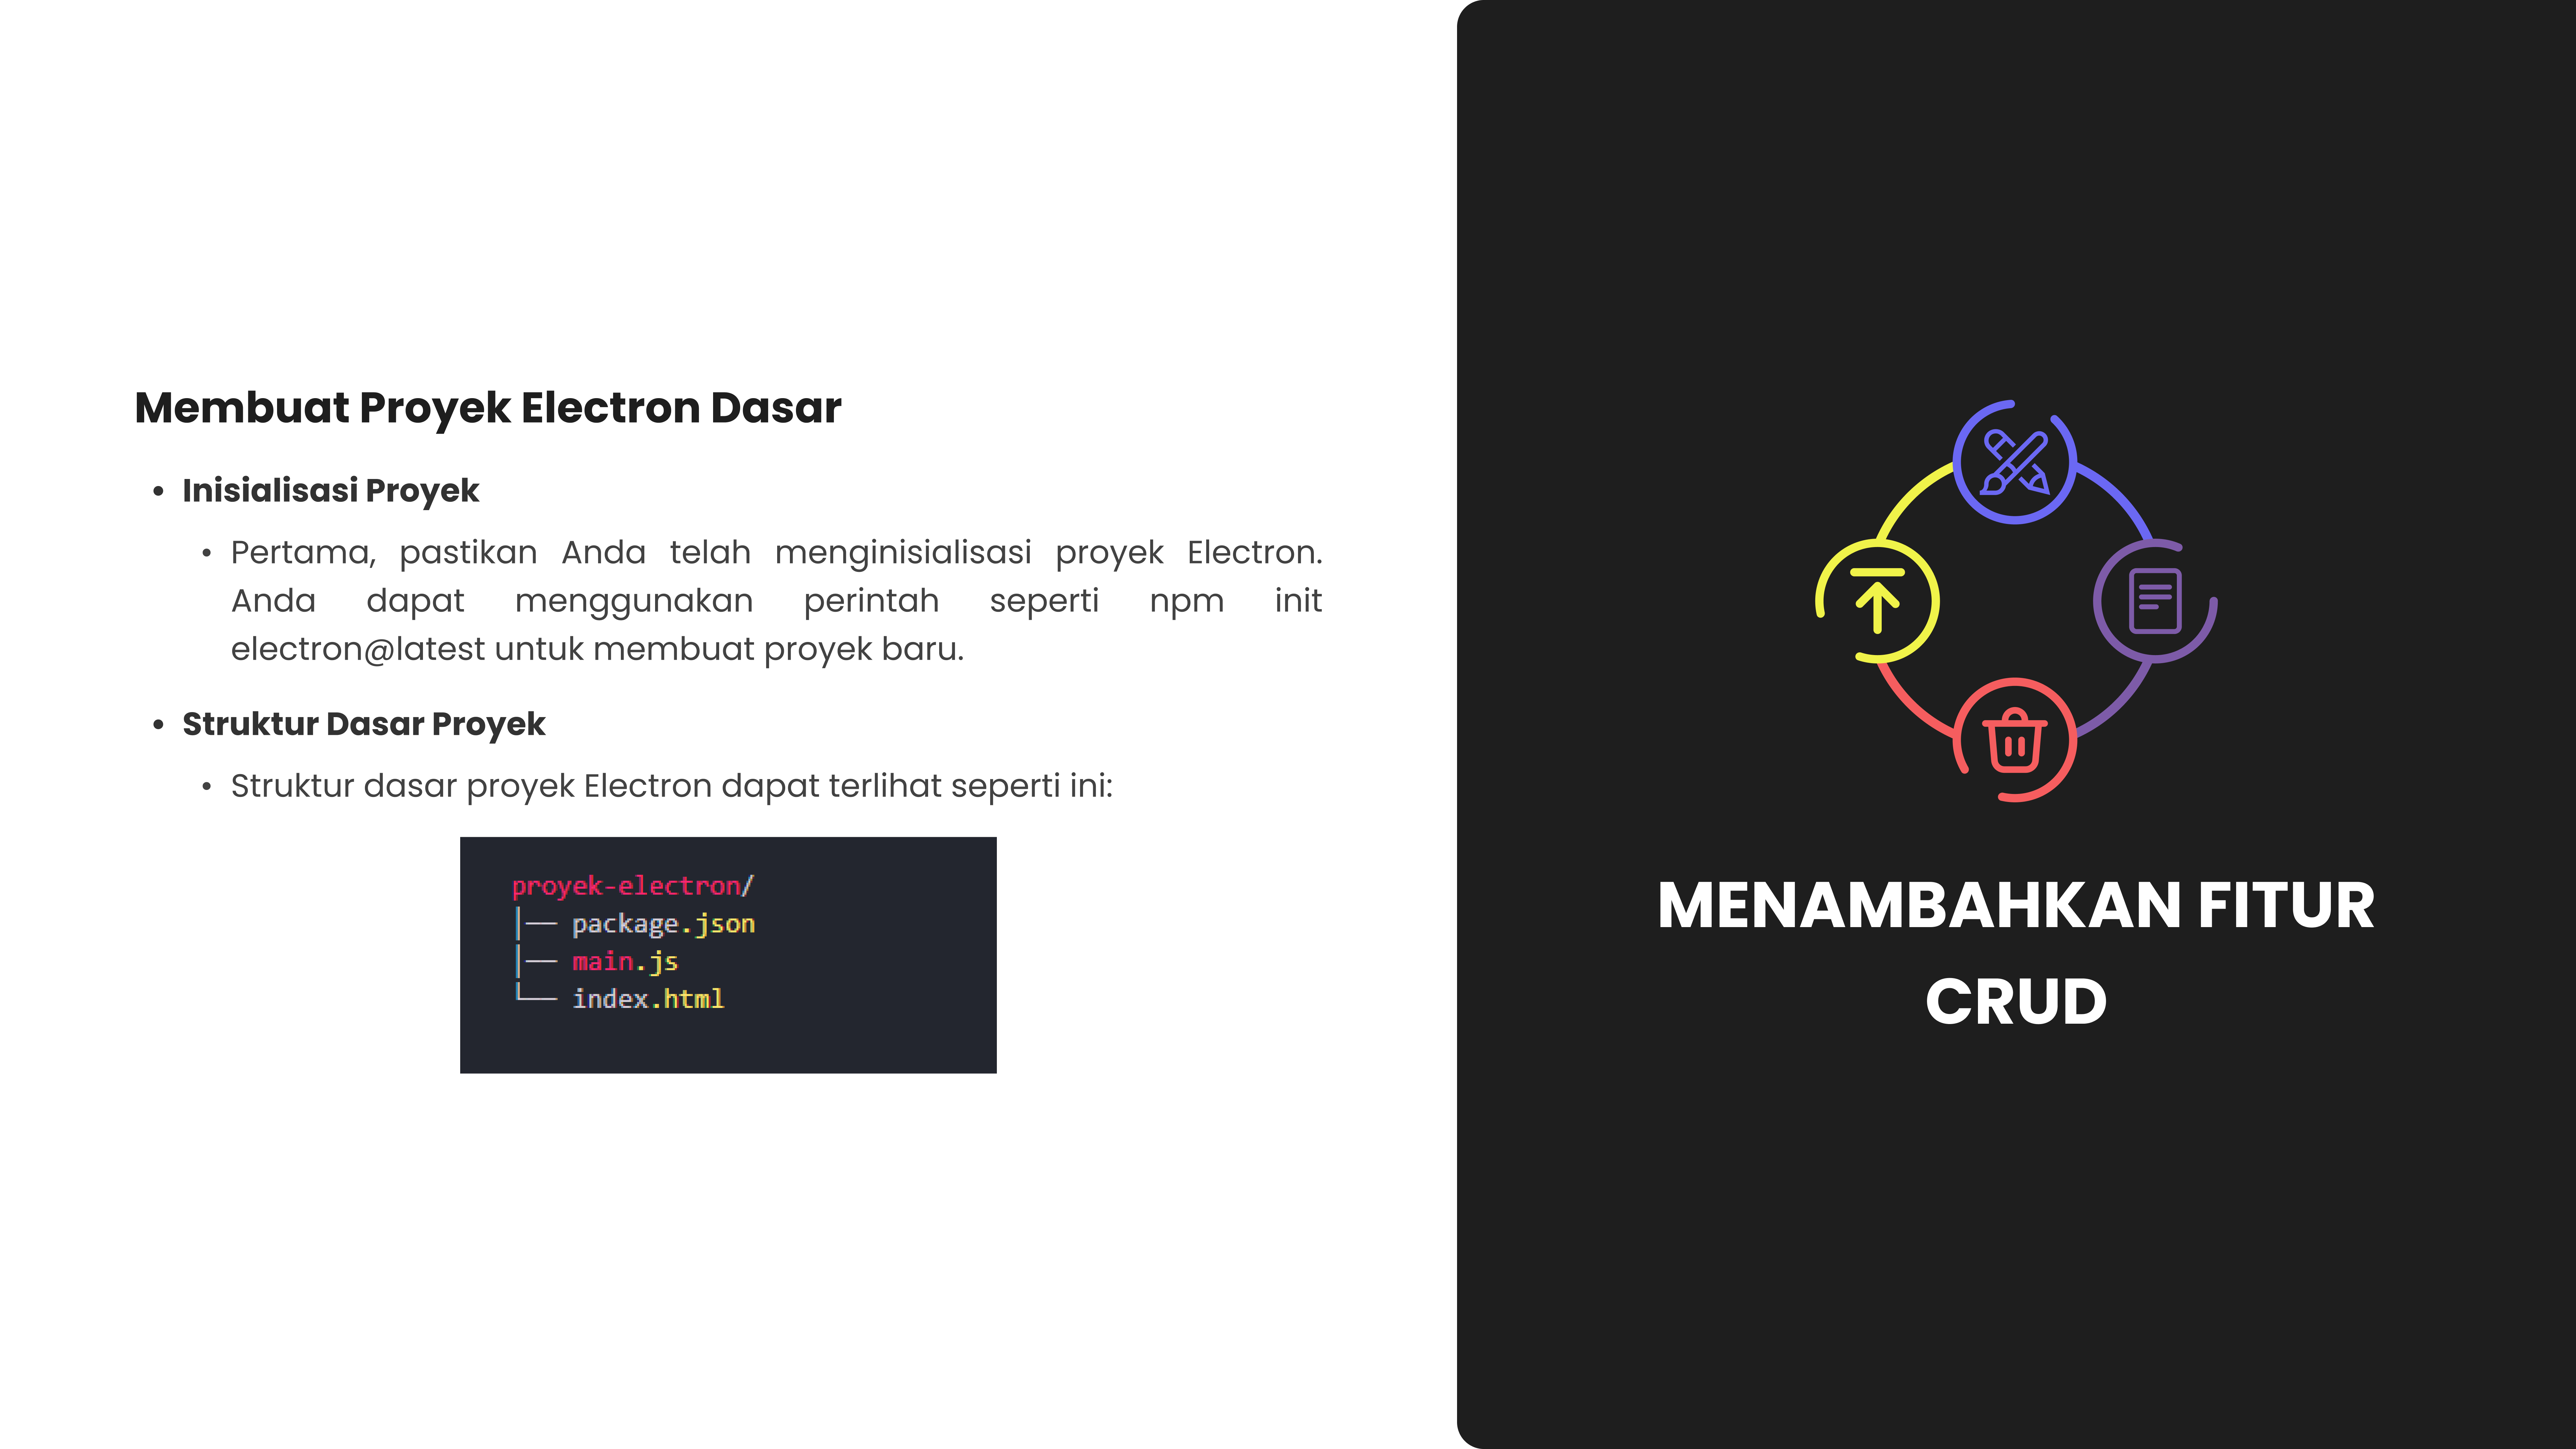 Membuat Proyek Electron Dasar
• Inisialisasi Proyek
• Pertama, pastikan Anda telah menginisialisasi proyek Electron.
Anda dapat menggunakan perintah seperti npm init
electron@latest untuk membuat proyek baru.
• Struktur Dasar Proyek
• Struktur dasar proyek Electron dapat terlihat seperti ini:
proyek-electron/
│── package.json
│── main.js
└── index.html
MENAMBAHKAN FITUR
CRUD